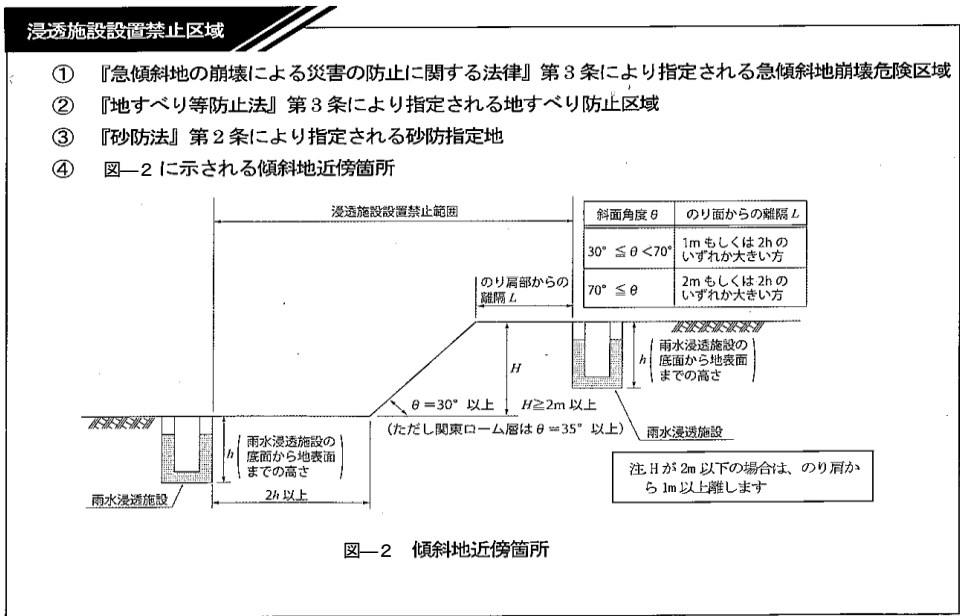 浸透施設設置禁止区域
① 『急傾斜地の崩壊による災害の防止に関する法律』第3条により指定される急傾斜地崩壊危険区域
② 『地すべり等防止法』第3条により指定される地すべり防止区域
③ 『砂防法』第2条により指定される砂防指定地
④ 図—2に示される傾斜地近傍箇所
浸透施設設置禁止範囲
斜面角度θ のり面からの離隔L
30° ≦θ<70° 1mもしくは2hの
いずれか大きい方
70° ≦θ 2mもしくは2hの
いずれか大きい方
のり肩部からの
離隔L
H
h
雨水浸透施設の
底面から地表面
までの高さ
θ=30° 以上
H≧2m 以上
(ただし関東ローム層はθ=35° 以上)
雨水浸透施設
h
雨水浸透施設の
底面から地表面
までの高さ
雨水浸透施設
2h 以上
注 Hが2m以下の場合は、のり肩か
ら1m以上離します
図—2 傾斜地近傍箇所